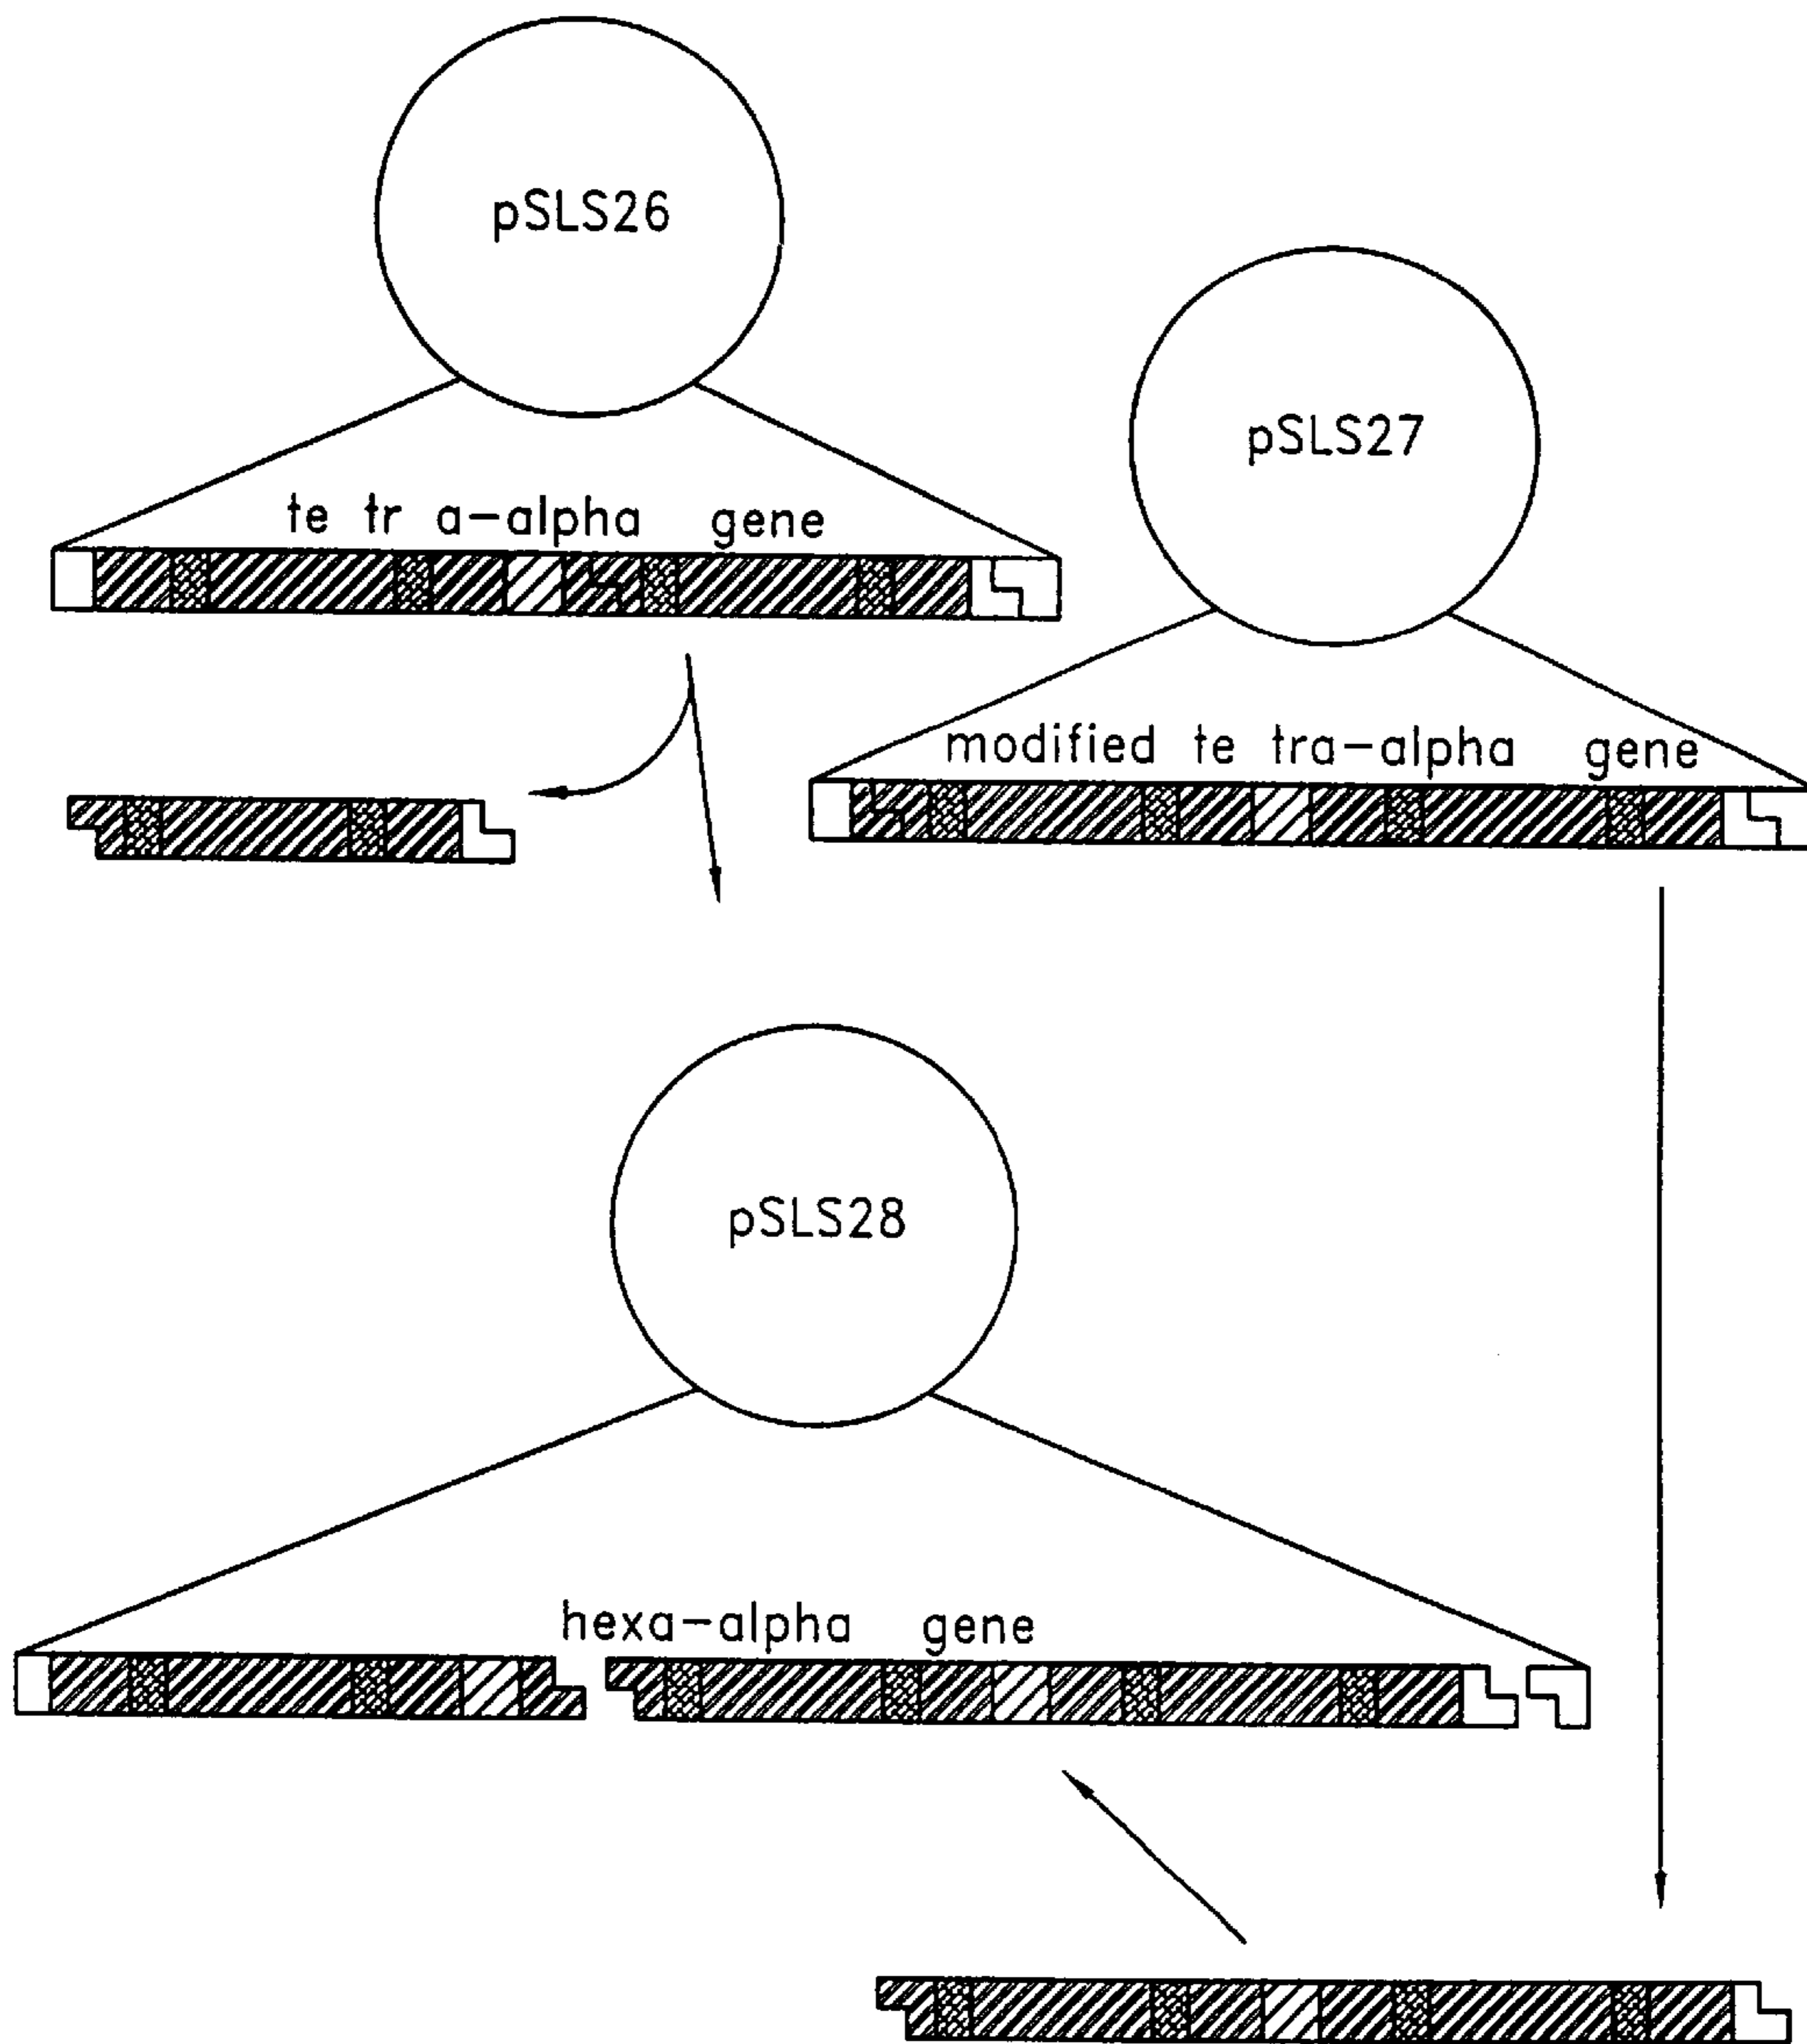 pSLS26
te tr a-alpha gene
pSLS27
modified te tra-alpha gene
pSLS28
hexa-alpha gene